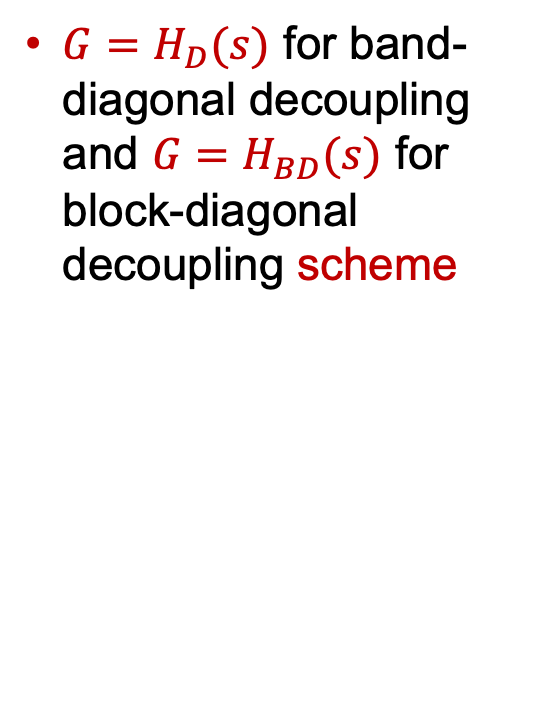 • G = H_D(s) for band-
diagonal decoupling
and G = H_BD(s) for
block-diagonal
decoupling scheme